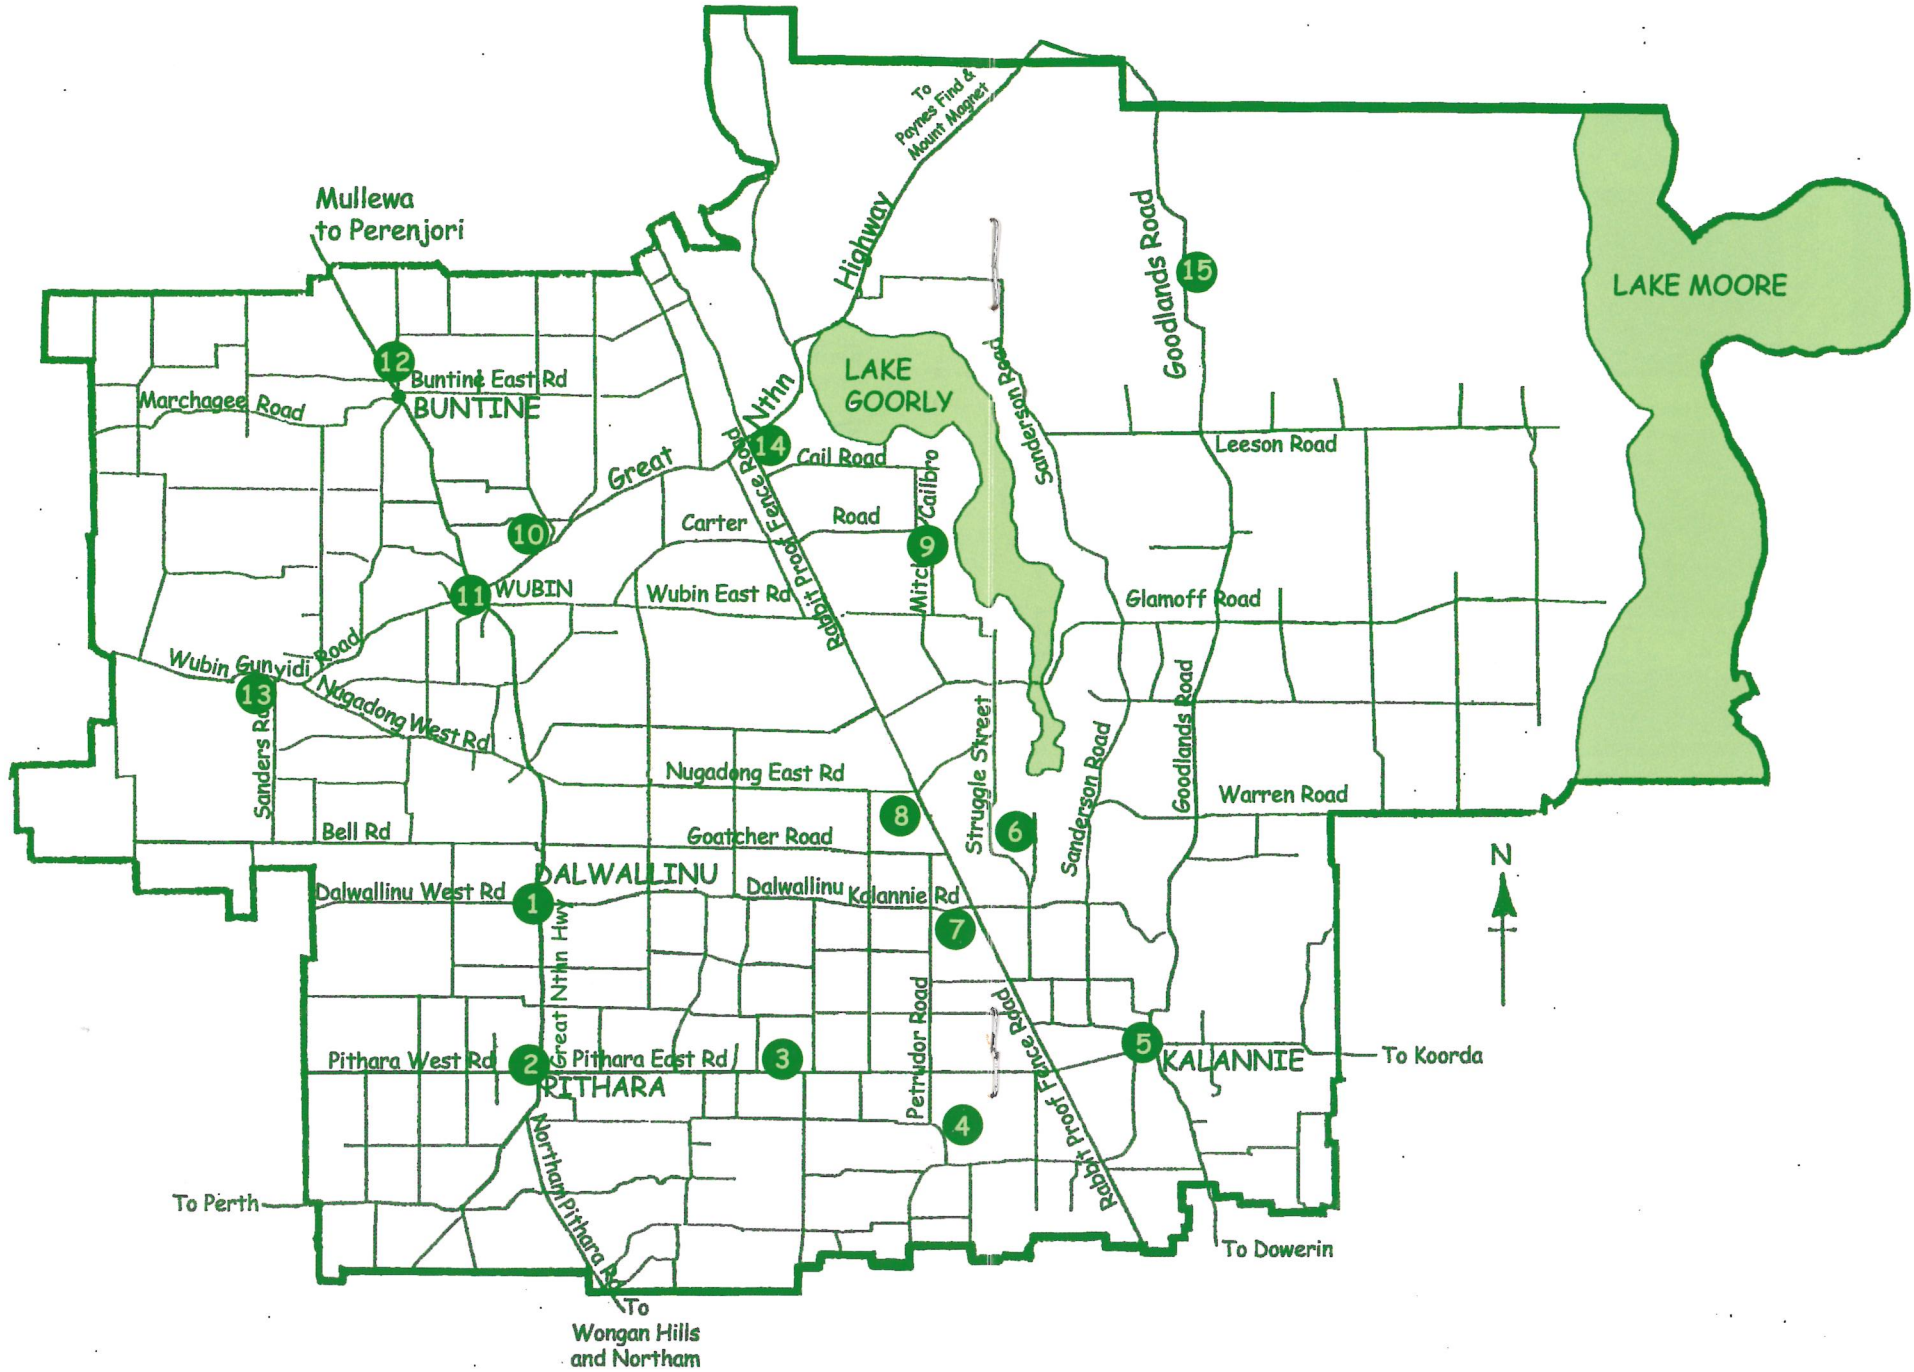 To
Paynes Find &
Mount Magnet
Mullewa
to Perenjori
Highway
Goodlands Road
15
LAKE MOORE
12
Buntine East Rd
BUNTINE
Marchagee Road
LAKE
GOORLY
Nthn
Sanderson Road
14
Cail Road
Leeson Road
Great
Rabbit Proof Fence Road
Carter Road
Mitch/Cailbro
10
9
11
WUBIN
Wubin East Rd
Glamoff Road
Wubin Gunyidi Road
13
Nugadong West Rd
Sanders Rd
Struggle Street
Sanderson Road
Goodlands Road
Nugadong East Rd
Warren Road
8
6
Bell Rd
Goatcher Road
DALWALLINU
Dalwallinu West Rd
1
Dalwallinu Kalannie Rd
7
N
Great Nthn Hwy
Petrudor Road
Rabbit Proof Fence Road
Rabbit Proof
Pithara West Rd
2
Pithara East Rd
3
5
KALANNIE
To Koorda
PITHARA
4
Northam Pithara Rd
To Perth
To Dowerin
To
Wongan Hills
and Northam